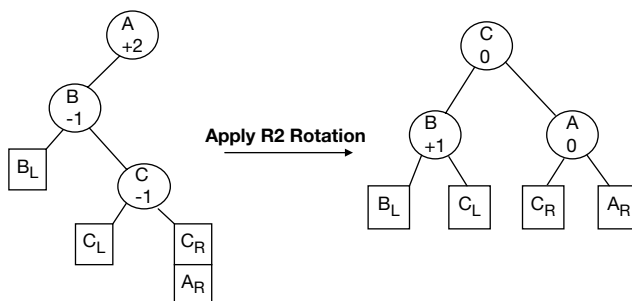 A
+2
B
-1
B_L
C
-1
C_L
C_R
A_R
Apply R2 Rotation
C
0
B
+1
A
0
B_L
C_L
C_R
A_R